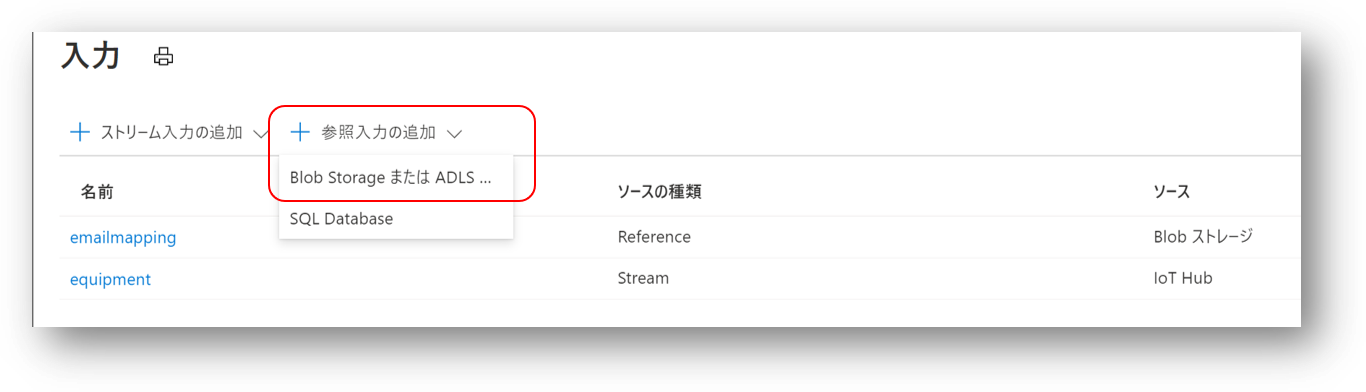 入力
ストリーム入力の追加 参照入力の追加
Blob Storage または ADLS ...
SQL Database
名前 ソースの種類 ソース
emailmapping Reference Blob ストレージ
equipment Stream IoT Hub